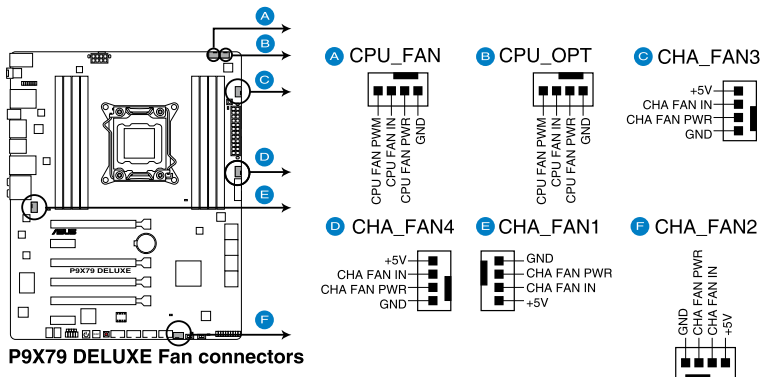 A
B
C
D
E
F
A CPU_FAN
CPU FAN PWM
CPU FAN IN
CPU FAN PWR
GND
B CPU_OPT
CPU FAN PWM
CPU FAN IN
CPU FAN PWR
GND
C CHA_FAN3
+5V
CHA FAN IN
CHA FAN PWR
GND
D CHA_FAN4
+5V
CHA FAN IN
CHA FAN PWR
GND
E CHA_FAN1
GND
CHA FAN PWR
CHA FAN IN
+5V
F CHA_FAN2
GND
CHA FAN PWR
CHA FAN IN
+5V
ASUS
P9X79 DELUXE
P9X79 DELUXE Fan connectors